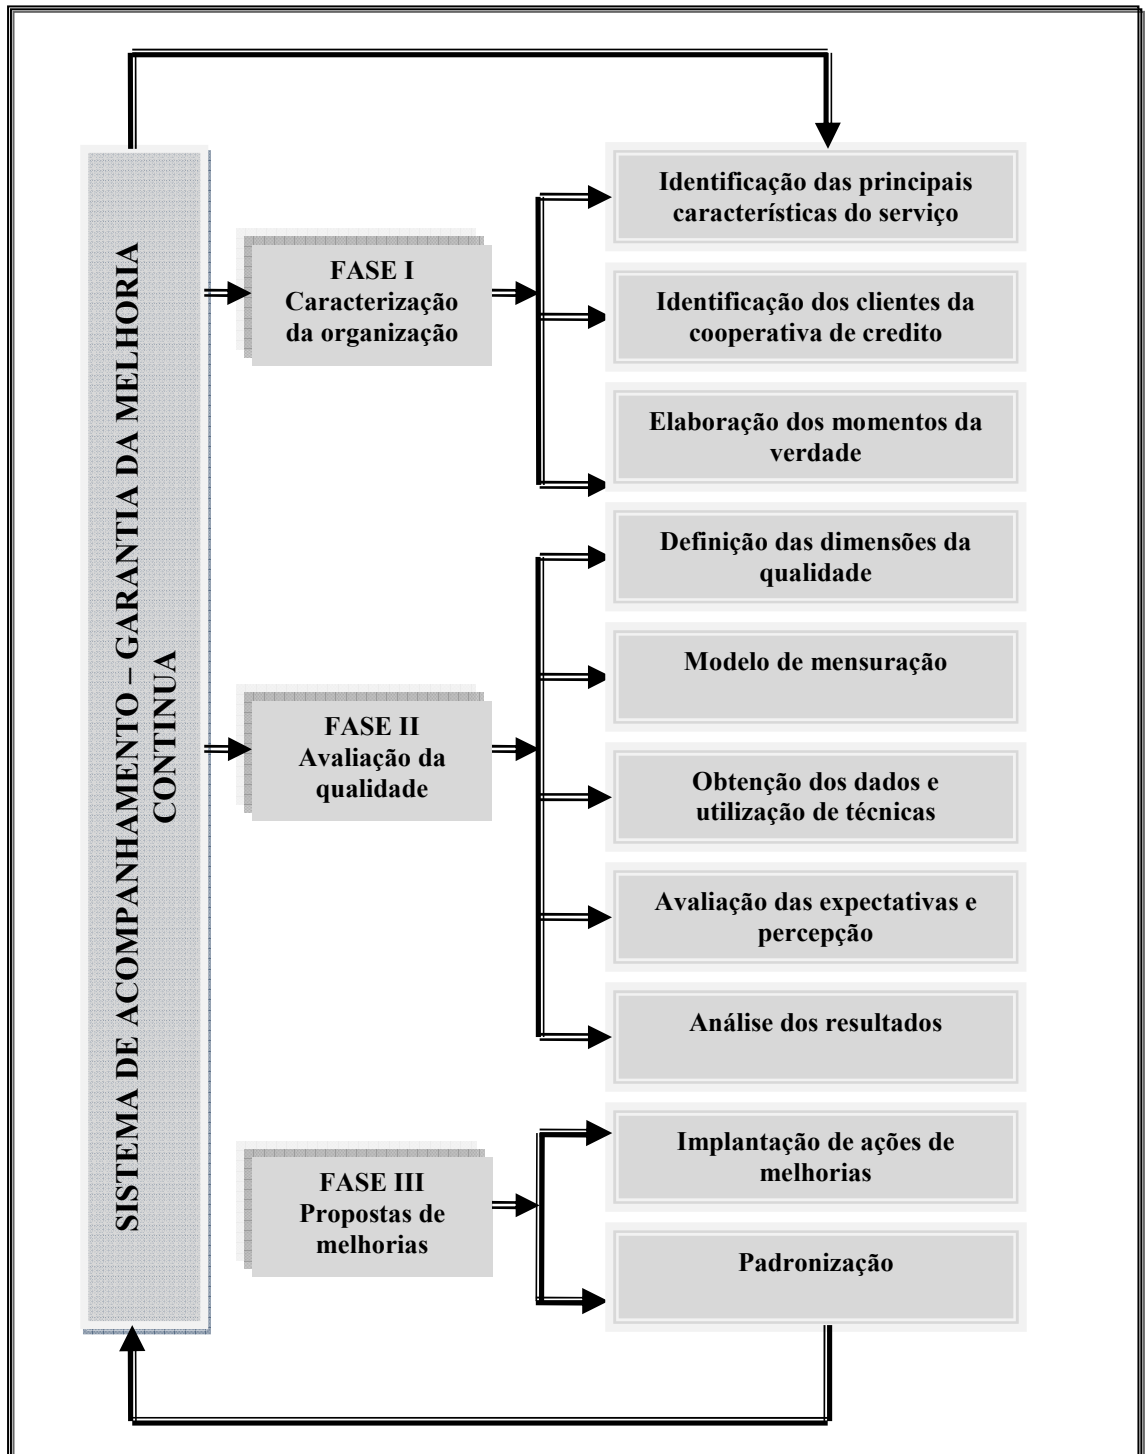 SISTEMA DE ACOMPANHAMENTO – GARANTIA DA MELHORIA
CONTINUA
FASE I
Caracterização
da organização
Identificação das principais
características do serviço
Identificação dos clientes da
cooperativa de credito
Elaboração dos momentos da
verdade
FASE II
Avaliação da
qualidade
Definição das dimensões da
qualidade
Modelo de mensuração
Obtenção dos dados e
utilização de técnicas
Avaliação das expectativas e
percepção
Análise dos resultados
FASE III
Propostas de
melhorias
Implantação de ações de
melhorias
Padronização